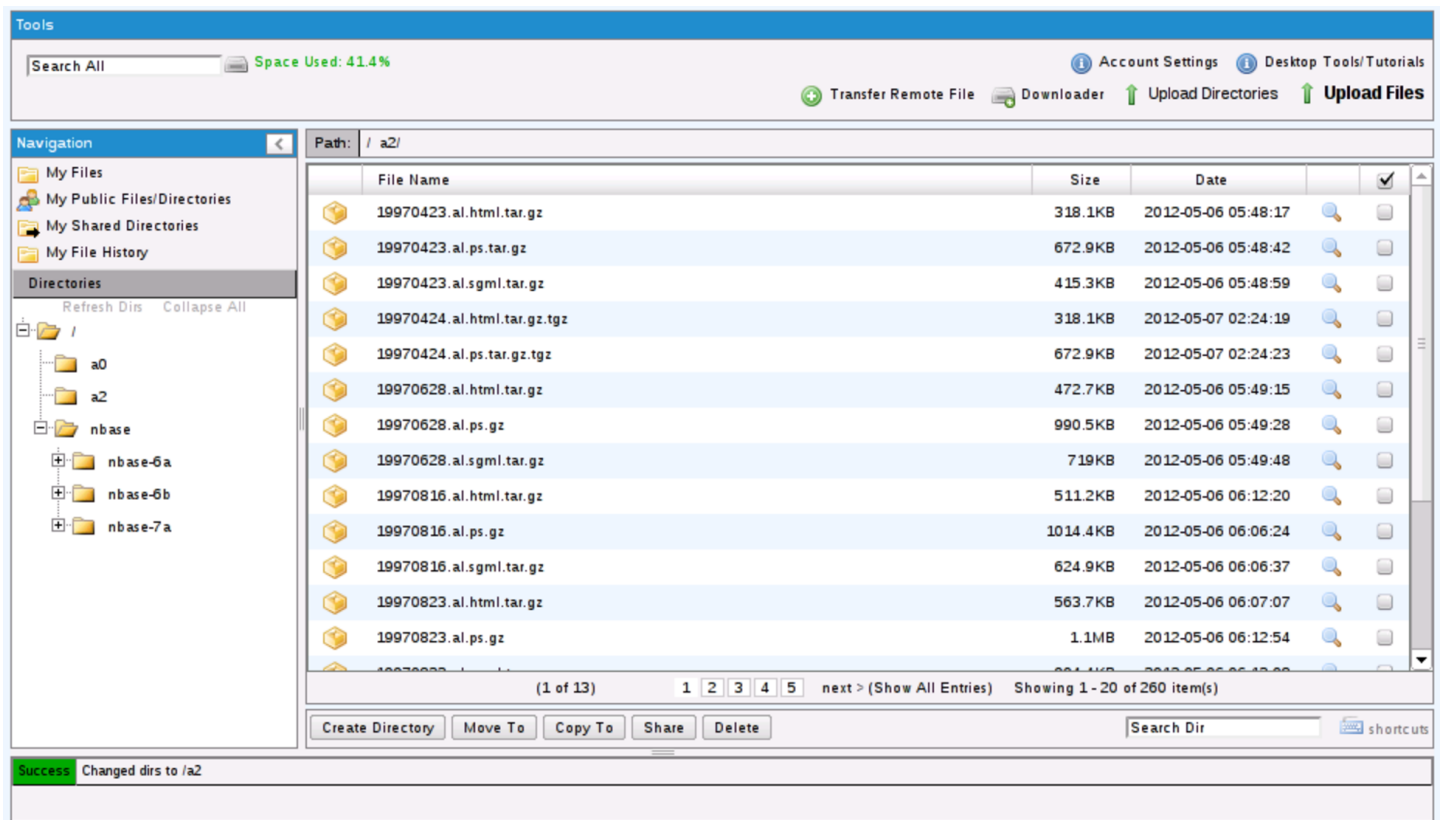 Tools
Search All Space Used: 41.4% Account Settings Desktop Tools/Tutorials
Transfer Remote File Downloader Upload Directories Upload Files
Navigation <
My Files
My Public Files/Directories
My Shared Directories
My File History
Directories
Refresh Dirs Collapse All
/
a0
a2
nbase
nbase-6a
nbase-6b
nbase-7a
Path: / a2/
File Name Size Date
19970423.al.html.tar.gz 318.1KB 2012-05-06 05:48:17
19970423.al.ps.tar.gz 672.9KB 2012-05-06 05:48:42
19970423.al.sgml.tar.gz 415.3KB 2012-05-06 05:48:59
19970424.al.html.tar.gz.tgz 318.1KB 2012-05-07 02:24:19
19970424.al.ps.tar.gz.tgz 672.9KB 2012-05-07 02:24:23
19970628.al.html.tar.gz 472.7KB 2012-05-06 05:49:15
19970628.al.ps.gz 990.5KB 2012-05-06 05:49:28
19970628.al.sgml.tar.gz 719KB 2012-05-06 05:49:48
19970816.al.html.tar.gz 511.2KB 2012-05-06 06:12:20
19970816.al.ps.gz 1014.4KB 2012-05-06 06:06:24
19970816.al.sgml.tar.gz 624.9KB 2012-05-06 06:06:37
19970823.al.html.tar.gz 563.7KB 2012-05-06 06:07:07
19970823.al.ps.gz 1.1MB 2012-05-06 06:12:54
(1 of 13) 1 2 3 4 5 next > (Show All Entries) Showing 1 - 20 of 260 item(s)
Create Directory Move To Copy To Share Delete Search Dir shortcuts
Success Changed dirs to /a2